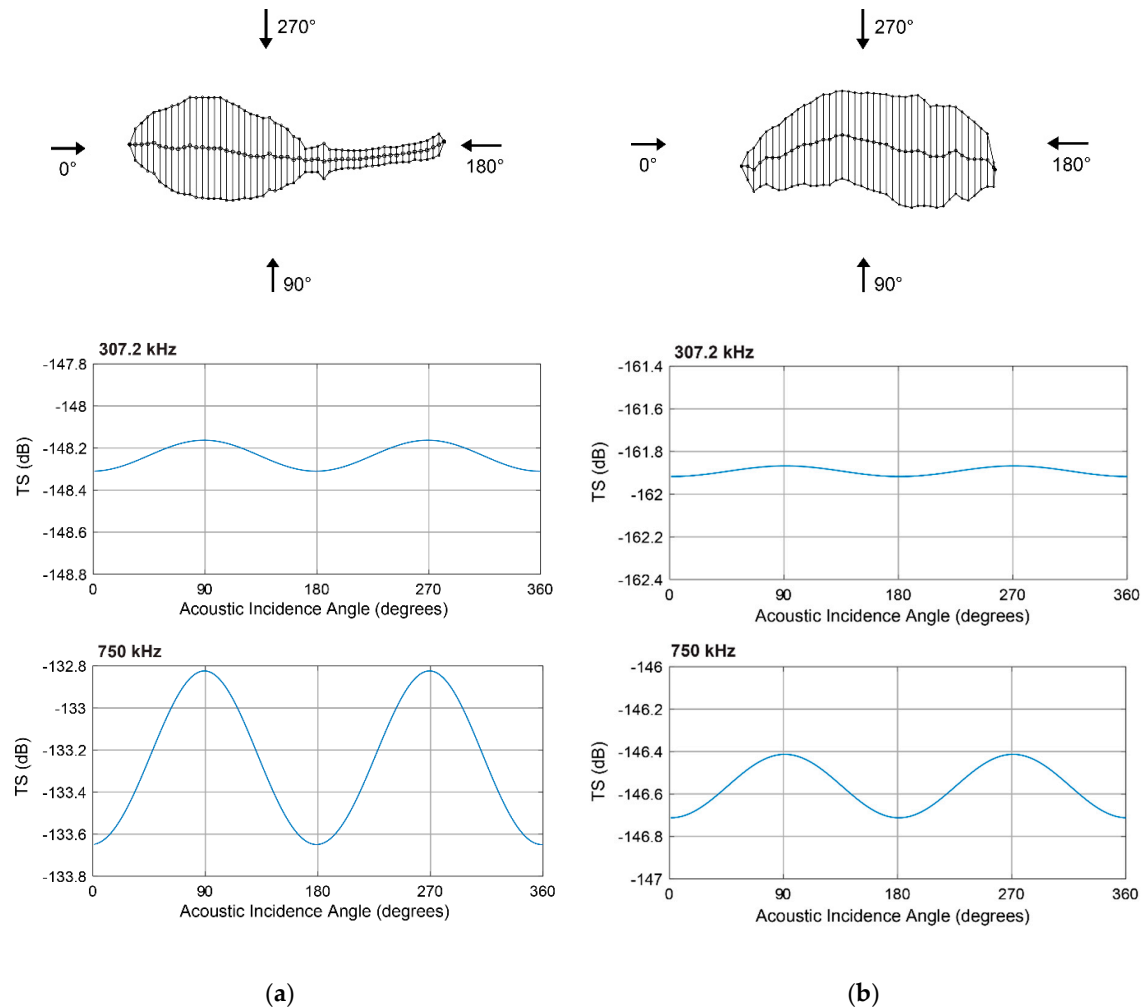 270°
0°
180°
90°
307.2 kHz
-147.8
-148
-148.2
-148.4
-148.6
-148.8
TS (dB)
0 90 180 270 360
Acoustic Incidence Angle (degrees)
750 kHz
-132.8
-133
-133.2
-133.4
-133.6
-133.8
TS (dB)
0 90 180 270 360
Acoustic Incidence Angle (degrees)
(a)
270°
0°
180°
90°
307.2 kHz
-161.4
-161.6
-161.8
-162
-162.2
-162.4
TS (dB)
0 90 180 270 360
Acoustic Incidence Angle (degrees)
750 kHz
-146
-146.2
-146.4
-146.6
-146.8
-147
TS (dB)
0 90 180 270 360
Acoustic Incidence Angle (degrees)
(b)